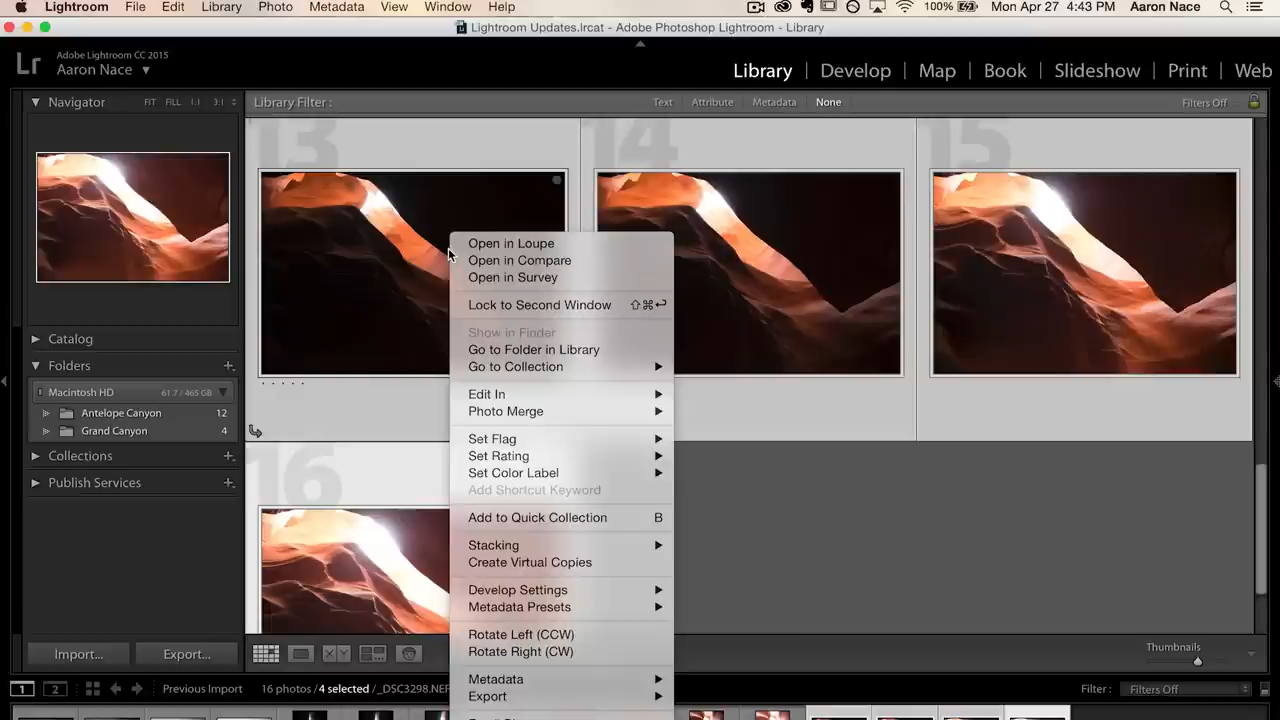 Lightroom File Edit Library Photo Metadata View Window Help 100% Mon Apr 27 4:43 PM Aaron Nace
Lightroom Updates.lrcat - Adobe Photoshop Lightroom - Library
Lr Adobe Lightroom CC 2015
Aaron Nace
Library Develop Map Book Slideshow Print Web
Navigator FIT FILL 1:1 3:1
Library Filter : Text Attribute Metadata None Filters Off
13 14 15
Catalog
Folders
Macintosh HD 61.7 / 465 GB
Antelope Canyon 12
Grand Canyon 4
Collections
Publish Services
16
Open in Loupe
Open in Compare
Open in Survey
Lock to Second Window ⇧⌘↩
Show in Finder
Go to Folder in Library
Go to Collection
Edit In
Photo Merge
Set Flag
Set Rating
Set Color Label
Add Shortcut Keyword
Add to Quick Collection B
Stacking
Create Virtual Copies
Develop Settings
Metadata Presets
Rotate Left (CCW)
Rotate Right (CW)
Metadata
Export
Import... Export... XY Thumbnails
1 2 Previous Import 16 photos / 4 selected / _DSC3298.NEF Filter : Filters Off